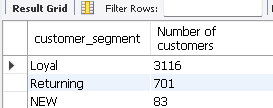 Result Grid Filter Rows:
customer_segment Number of customers
Loyal 3116
Returning 701
NEW 83